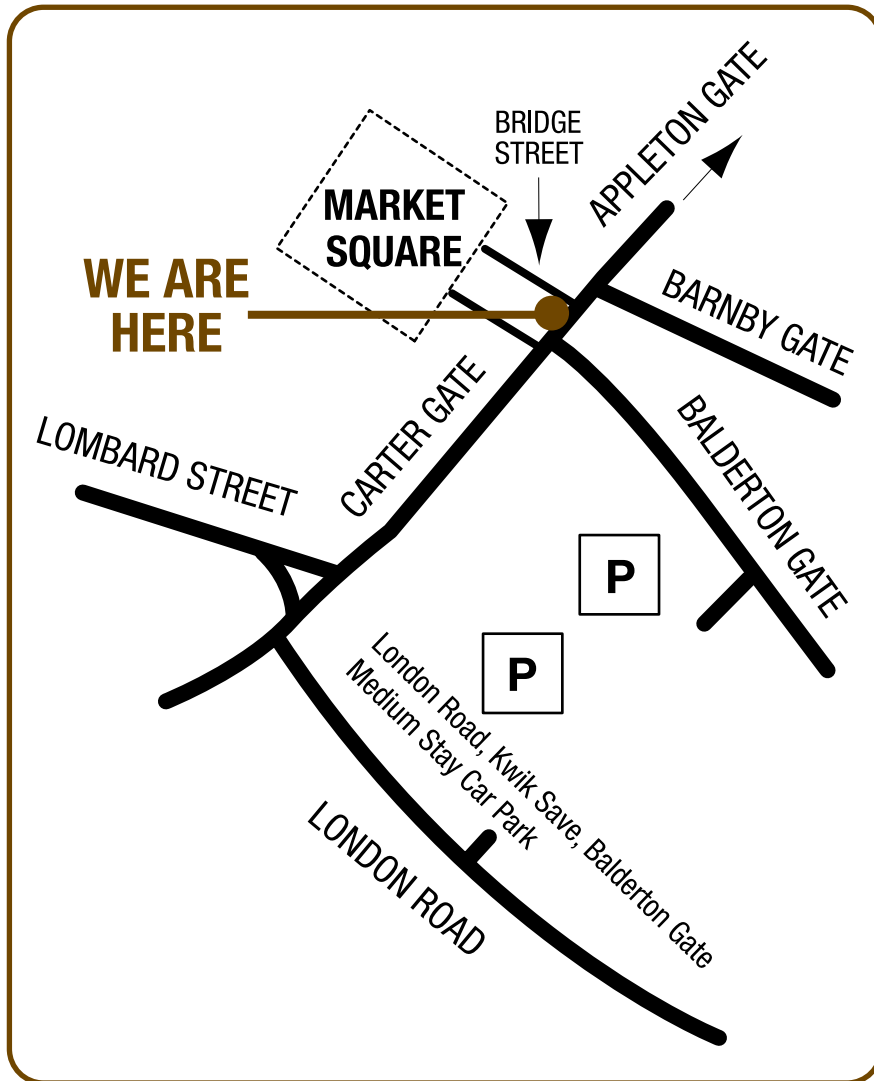 APPLETON GATE
BRIDGE
STREET
MARKET
SQUARE
WE ARE
HERE
BARNBY GATE
CARTER GATE
BALDERTON GATE
LOMBARD STREET
P
P
London Road, Kwik Save, Balderton Gate
Medium Stay Car Park
LONDON ROAD